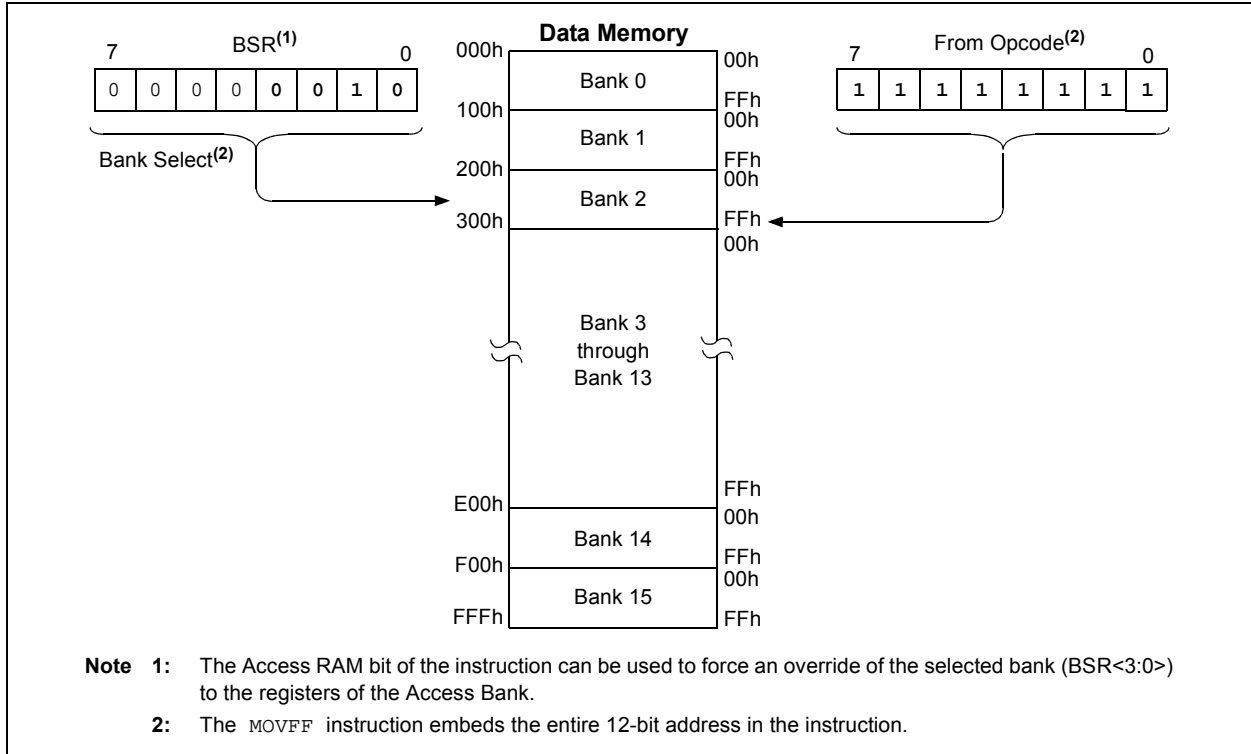 Data Memory
7 BSR(1) 0
0 0 0 0 0 0 1 0
Bank Select(2)
000h
100h
200h
300h
E00h
F00h
FFFh
Bank 0
Bank 1
Bank 2
Bank 3
through
Bank 13
Bank 14
Bank 15
00h
FFh
00h
FFh
00h
FFh
00h
FFh
00h
FFh
00h
FFh
7 From Opcode(2) 0
1 1 1 1 1 1 1 1
Note 1: The Access RAM bit of the instruction can be used to force an override of the selected bank (BSR<3:0>)
to the registers of the Access Bank.
2: The MOVFF instruction embeds the entire 12-bit address in the instruction.